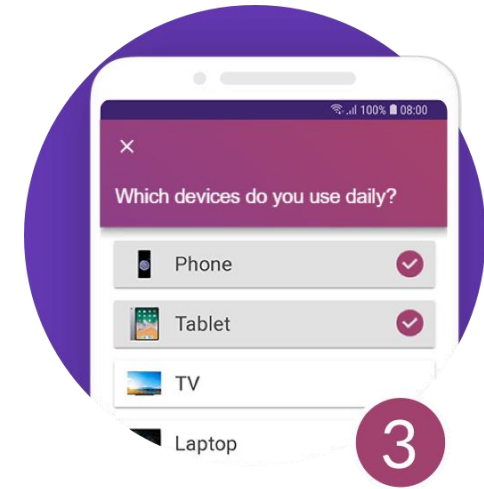 100% 08:00
Which devices do you use daily?
Phone
Tablet
TV
Laptop
3